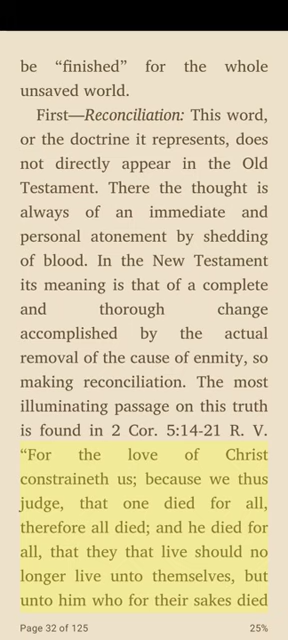 be “finished” for the whole
unsaved world.
First—Reconciliation: This word,
or the doctrine it represents, does
not directly appear in the Old
Testament. There the thought is
always of an immediate and
personal atonement by shedding
of blood. In the New Testament
its meaning is that of a complete
and thorough change
accomplished by the actual
removal of the cause of enmity, so
making reconciliation. The most
illuminating passage on this truth
is found in 2 Cor. 5:14-21 R. V.
“For the love of Christ
constraineth us; because we thus
judge, that one died for all,
therefore all died; and he died for
all, that they that live should no
longer live unto themselves, but
unto him who for their sakes died
Page 32 of 125 25%